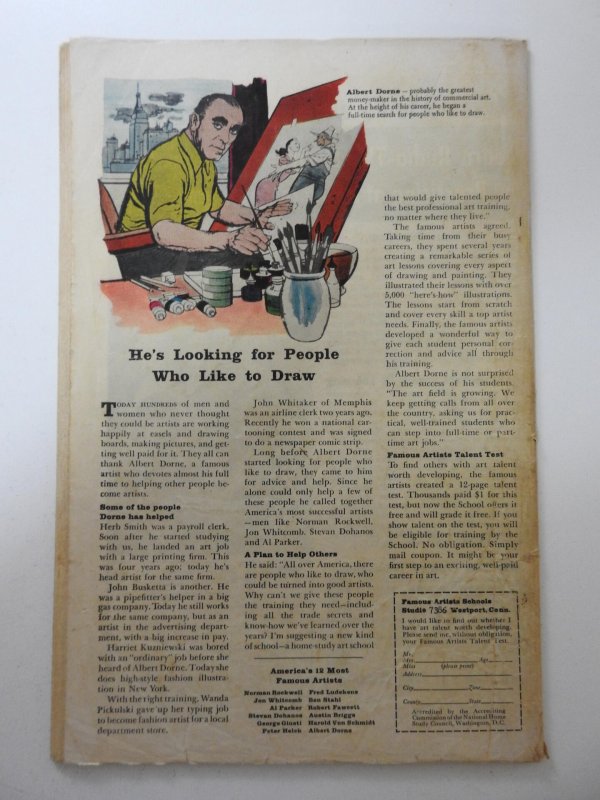 Albert Dorne – probably the greatest
money-maker in the history of commercial art.
At the height of his career, he began a
full-time search for people who like to draw.
He's Looking for People
Who Like to Draw
TODAY HUNDREDS of men and
women who never thought
they could be artists are working
happily at easels and drawing
boards, making pictures, and get-
ting well paid for it. They all can
thank Albert Dorne, a famous
artist who devotes almost his full
time to helping other people be-
come artists.
Some of the people
Dorne has helped
Herb Smith was a payroll clerk.
Soon after he started studying
with us, he landed an art job
with a large printing firm. This
was four years ago; today he's
head artist for the same firm.
John Busketta is another. He
was a pipefitter's helper in a big
gas company. Today he still works
for the same company, but as an
artist in the advertising depart-
ment, with a big increase in pay.
Harriet Kuzniewski was bored
with an "ordinary" job before she
heard of Albert Dorne. Today she
does high-style fashion illustra-
tion in New York.
With the right training, Wanda
Pickulski gave up her typing job
to become fashion artist for a local
department store.
John Whitaker of Memphis
was an airline clerk two years ago.
Recently he won a national car-
tooning contest and was signed
to do a newspaper comic strip.
Long before Albert Dorne
started looking for people who
like to draw, they came to him
for advice and help. Since he
alone could only help a few of
these people he called together
America's most successful artists
—men like Norman Rockwell,
Jon Whitcomb, Stevan Dohanos
and Al Parker.
A Plan to Help Others
He said: "All over America, there
are people who like to draw, who
could be turned into good artists.
Why can't we give these people
the training they need—includ-
ing all the trade secrets and
know-how we've learned over the
years? I'm suggesting a new kind
of school—a home-study art school
America's 12 Most
Famous Artists
Norman Rockwell Fred Ludekens
Jon Whitcomb Ben Stahl
Al Parker Robert Fawcett
Stevan Dohanos Austin Briggs
George Giusti Harold Von Schmidt
Peter Helck Albert Dorne
that would give talented people
the best professional art training,
no matter where they live."
The famous artists agreed.
Taking time from their busy
careers, they spent several years
creating a remarkable series of
art lessons covering every aspect
of drawing and painting. They
illustrated their lessons with over
5,000 "here's-how" illustrations.
The lessons start from scratch
and cover every skill a top artist
needs. Finally, the famous artists
developed a wonderful way to
give each student personal cor-
rection and advice all through
his training.
Albert Dorne is not surprised
by the success of his students.
"The art field is growing. We
keep getting calls from all over
the country, asking us for prac-
tical, well-trained students who
can step into full-time or part-
time art jobs."
Famous Artists Talent Test
To find others with art talent
worth developing, the famous
artists created a 12-page talent
test. Thousands paid $1 for this
test, but now the School offers it
free and will grade it free. If you
show talent on the test, you will
be eligible for training by the
School. No obligation. Simply
mail coupon. It might be your
first step to an exciting, well-paid
career in art.
Famous Artists Schools
Studio 7366 Westport, Conn.
I would like to find out whether I
have art talent worth developing.
Please send me, without obligation,
your Famous Artists Talent Test.
Mr.
Mrs. Age
Miss (please print)
Address
City Zone
County State
Accredited by the Accrediting
Commission of the National Home
Study Council, Washington, D.C.